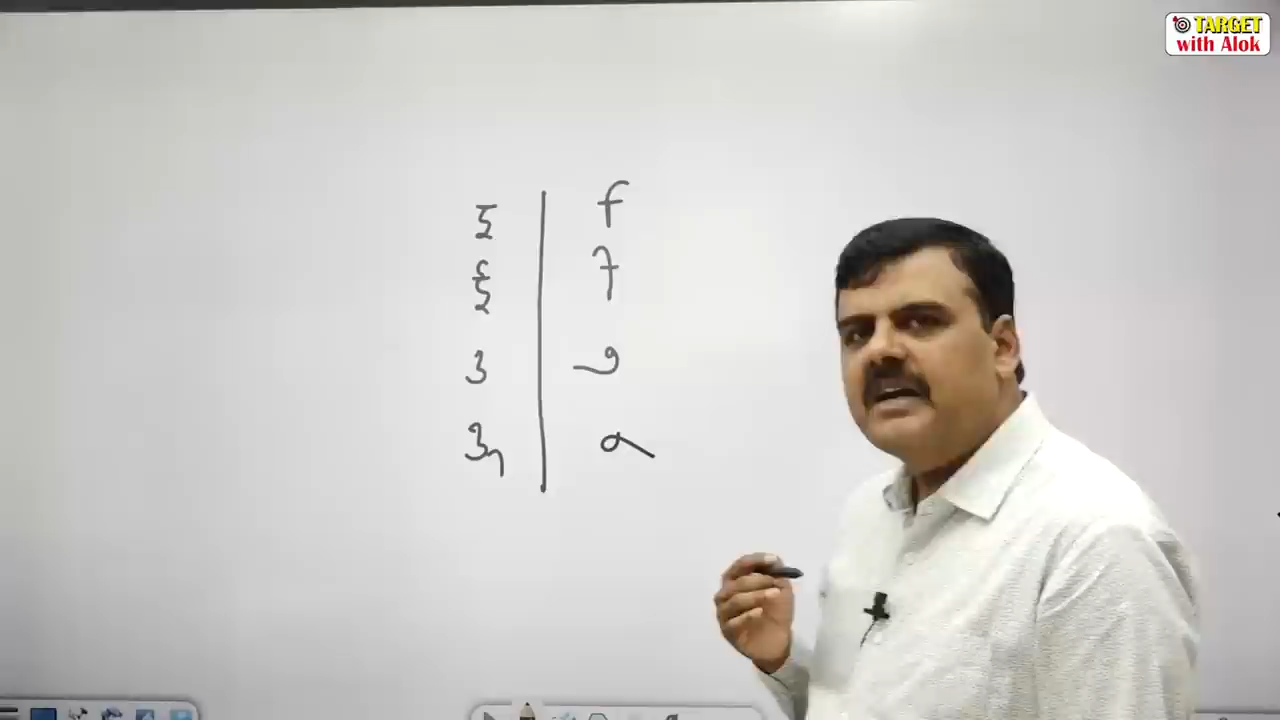 TARGET
with Alok
इ ि
ई ी
उ ु
ऊ ू